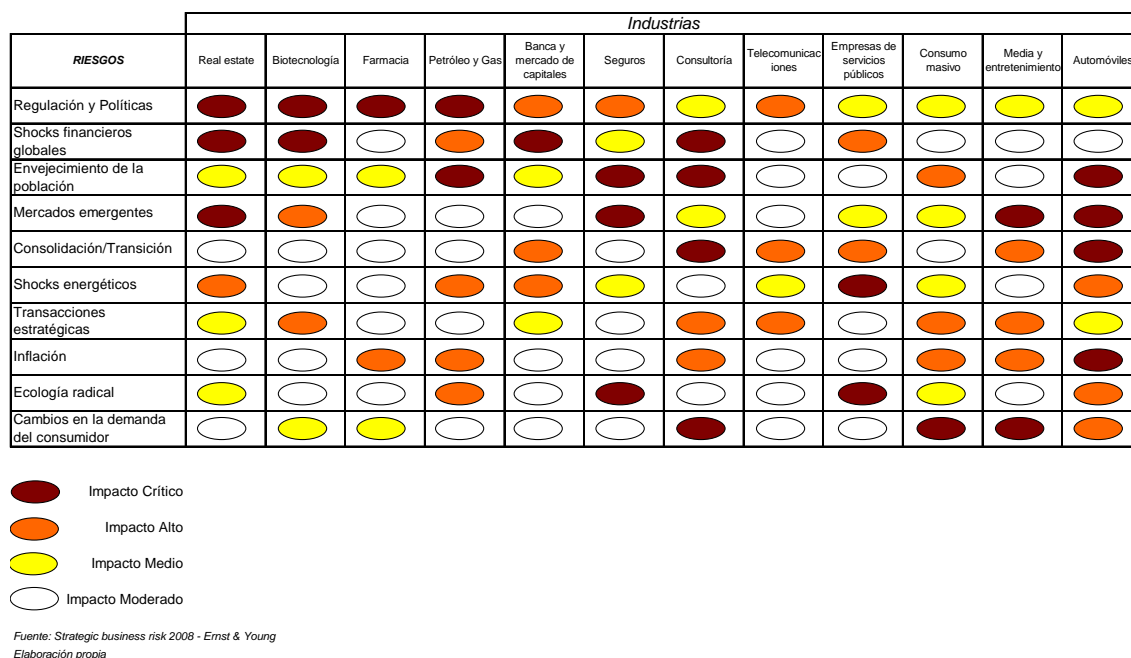 Industrias
RIESGOS
Real estate
Biotecnología
Farmacia
Petróleo y Gas
Banca y
mercado de
capitales
Seguros
Consultoría
Telecomunicac
iones
Empresas de
servicios
públicos
Consumo
masivo
Media y
entretenimiento
Automóviles
Regulación y Políticas
Shocks financieros
globales
Envejecimiento de la
población
Mercados emergentes
Consolidación/Transición
Shocks energéticos
Transacciones
estratégicas
Inflación
Ecología radical
Cambios en la demanda
del consumidor
Impacto Crítico
Impacto Alto
Impacto Medio
Impacto Moderado
Fuente: Strategic business risk 2008 - Ernst & Young
Elaboración propia